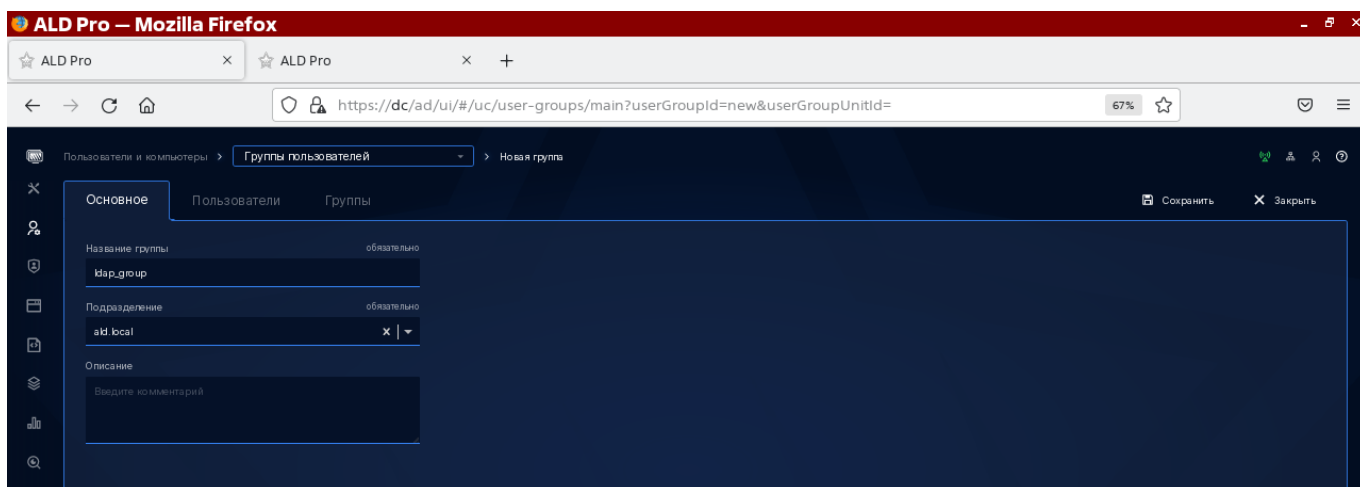 ALD Pro — Mozilla Firefox
ALD Pro
ALD Pro
https://dc/ad/ui/#/uc/user-groups/main?userGroupId=new&userGroupUnitId=
67%
Пользователи и компьютеры > Группы пользователей > Новая группа
Основное Пользователи Группы
Сохранить Закрыть
Название группы обязательно
ldap_group
Подразделение обязательно
ald.local
Описание
Введите комментарий